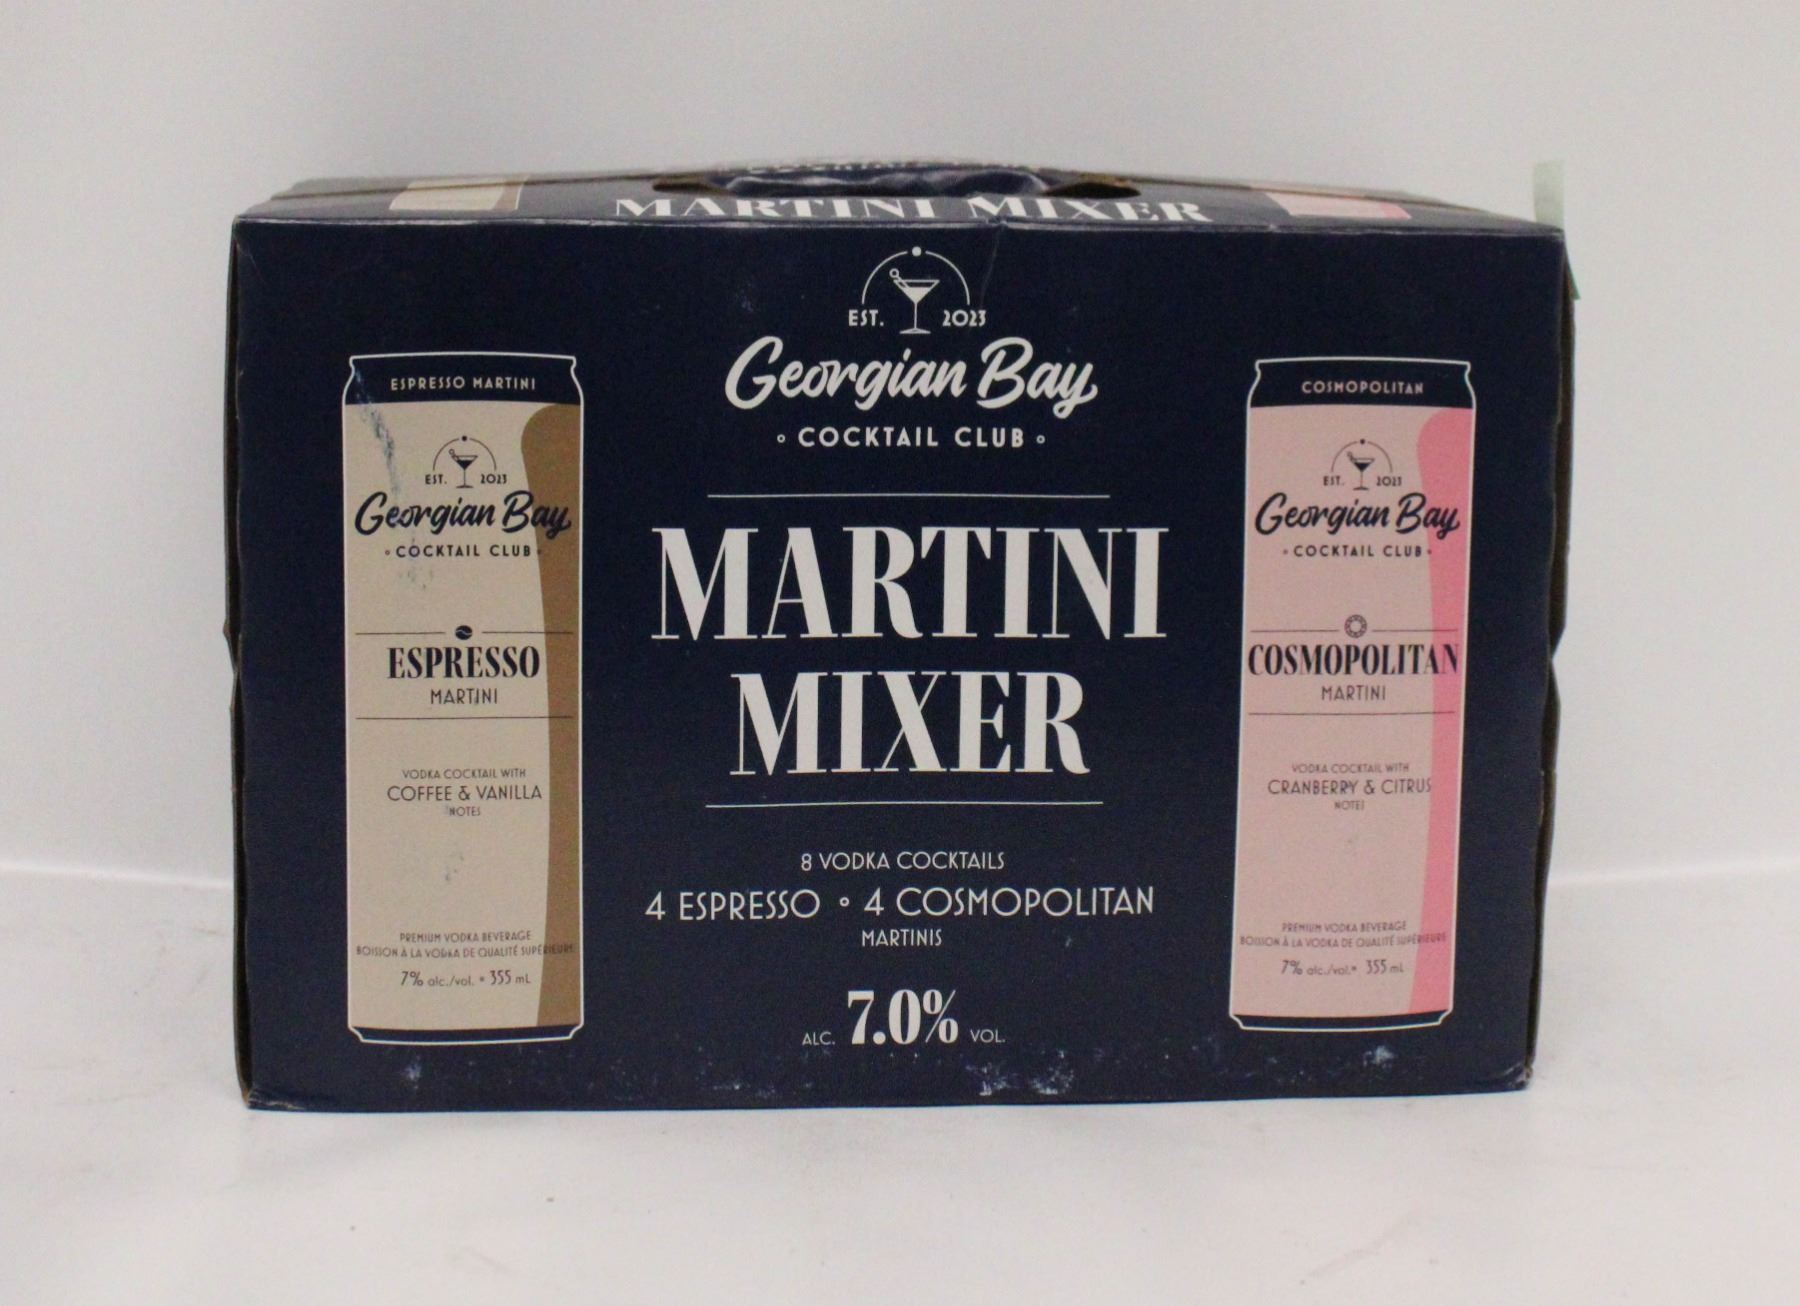 MARTINI MIXER
EST. 2023
Georgian Bay
COCKTAIL CLUB
MARTINI
MIXER
8 VODKA COCKTAILS
4 ESPRESSO • 4 COSMOPOLITAN
MARTINIS
ALC. 7.0% VOL.
ESPRESSO MARTINI
EST. 2023
Georgian Bay
COCKTAIL CLUB
ESPRESSO
MARTINI
VODKA COCKTAIL WITH
COFFEE & VANILLA
NOTES
PREMIUM VODKA BEVERAGE
BOISSON À LA VODKA DE QUALITÉ SUPÉRIEURE
7% alc./vol. • 355 mL
COSMOPOLITAN
EST. 2023
Georgian Bay
COCKTAIL CLUB
COSMOPOLITAN
MARTINI
VODKA COCKTAIL WITH
CRANBERRY & CITRUS
NOTES
PREMIUM VODKA BEVERAGE
BOISSON À LA VODKA DE QUALITÉ SUPÉRIEURE
7% alc./vol. • 355 mL